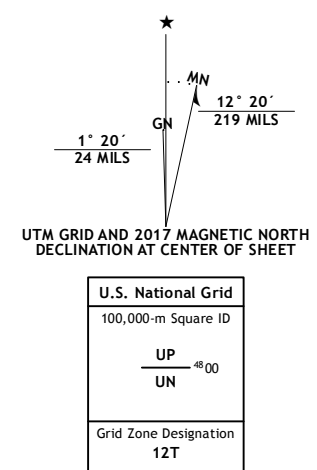 ★
MN
GN
12° 20´
219 MILS
1° 20´
24 MILS
UTM GRID AND 2017 MAGNETIC NORTH
DECLINATION AT CENTER OF SHEET
U.S. National Grid
100,000-m Square ID
UP
4800
UN
Grid Zone Designation
12T